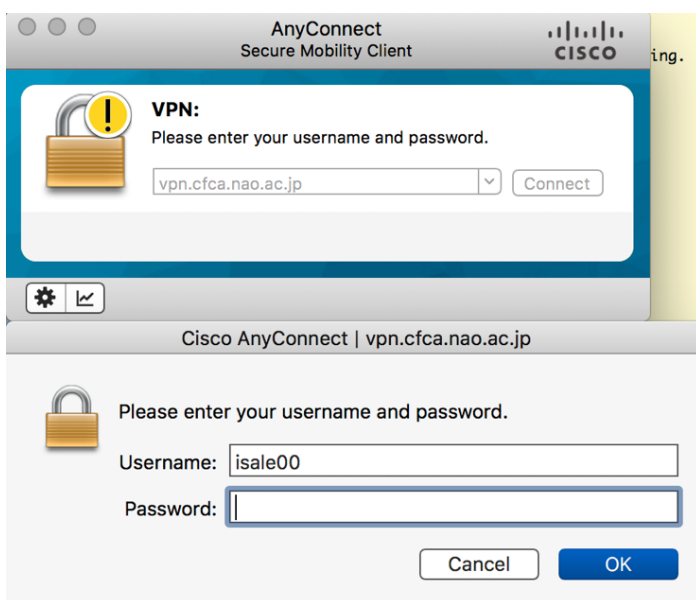 AnyConnect
Secure Mobility Client
CISCO
ing.
VPN:
Please enter your username and password.
vpn.cfca.nao.ac.jp
Connect
Cisco AnyConnect | vpn.cfca.nao.ac.jp
Please enter your username and password.
Username: isale00
Password:
Cancel
OK